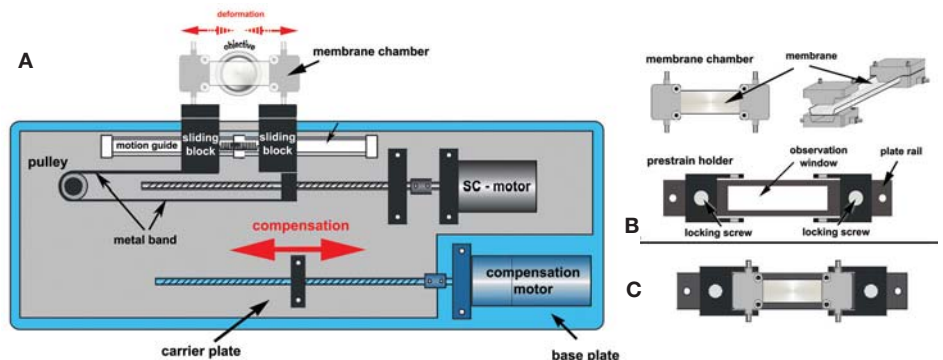 A
deformation
objective
membrane chamber
sliding
block
sliding
block
motion guide
pulley
SC - motor
metal band
compensation
compensation
motor
carrier plate
base plate
membrane chamber
membrane
prestrain holder
observation
window
plate rail
B
locking screw
locking screw
C